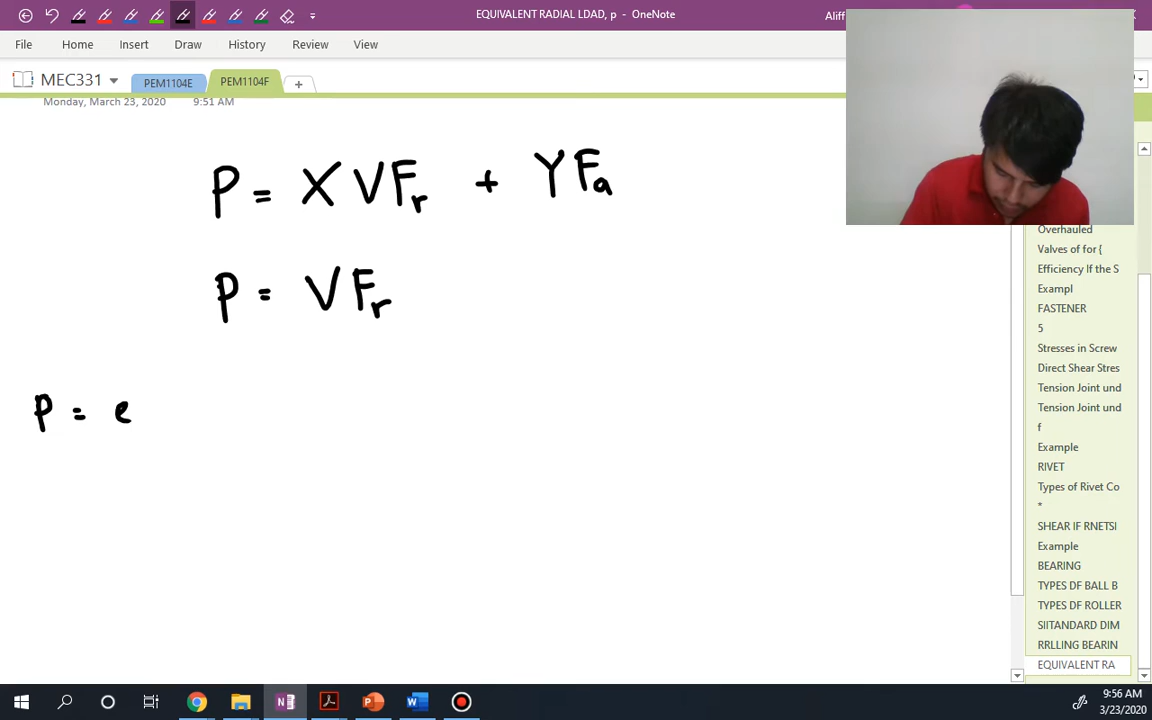 EQUIVALENT RADIAL LDAD, p - OneNote
Aliff
File Home Insert Draw History Review View
MEC331
PEM1104E
PEM1104F
Monday, March 23, 2020 9:51 AM
P = XVFr + YFa
P = VFr
P = e
Overhauled
Valves of for {
Efficiency If the S
Exampl
FASTENER
5
Stresses in Screw
Direct Shear Stres
Tension Joint und
Tension Joint und
f
Example
RIVET
Types of Rivet Co
*
SHEAR IF RNETSI
Example
BEARING
TYPES DF BALL B
TYPES DF ROLLER
SIITANDARD DIM
RRLLING BEARIN
EQUIVALENT RA
9:56 AM
3/23/2020